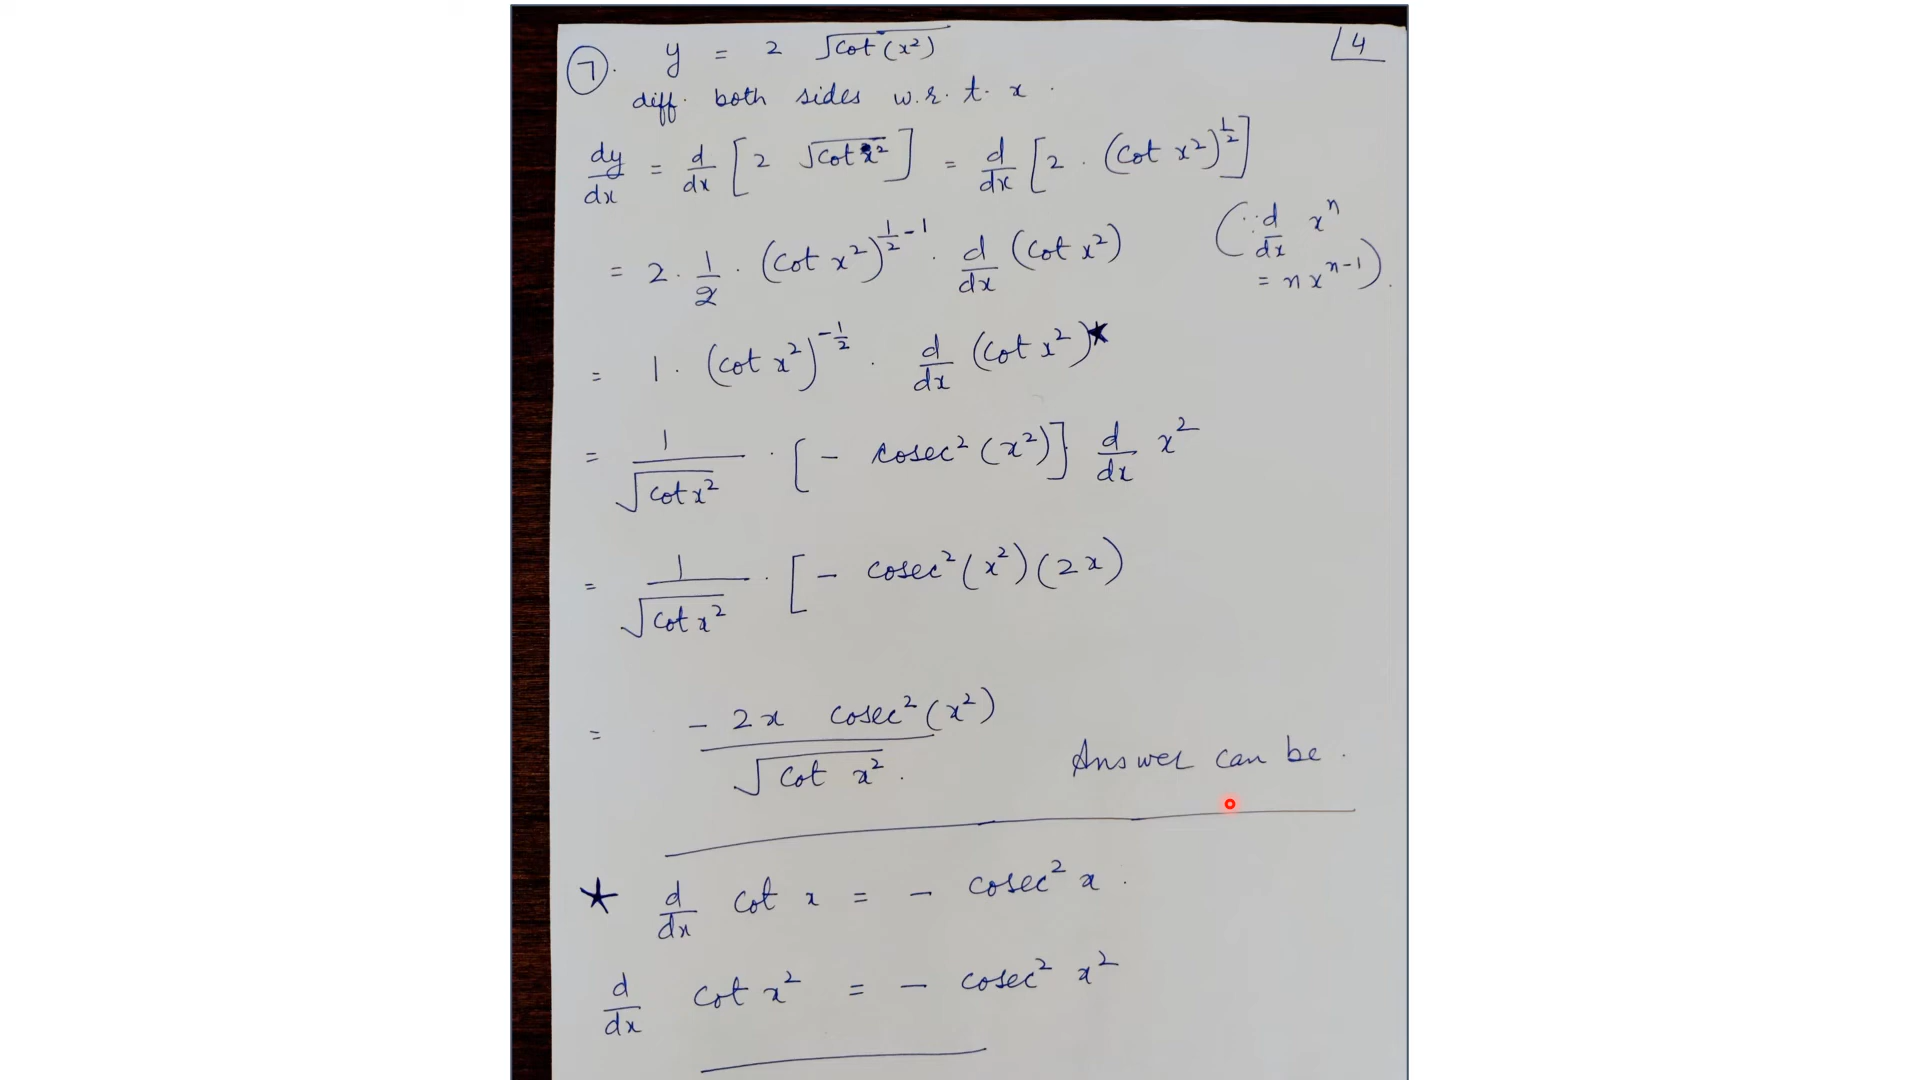 7. y = 2 √cot(x²) 4
diff. both sides w.r.t. x.
dy/dx = d/dx [2 √cot x²] = d/dx [2 . (cot x²)^1/2]
= 2 . 1/2 . (cot x²)^(1/2 - 1) . d/dx (cot x²) (∵ d/dx x^n
= n x^(n-1)).
= 1 . (cot x²)^(-1/2) . d/dx (cot x²)★
= 1/√cot x² . [- cosec² (x²)] d/dx x²
= 1/√cot x² . [- cosec² (x²) (2x)
= - 2x cosec² (x²) / √cot x² . Answer can be .
★ d/dx cot x = - cosec² x .
d/dx cot x² = - cosec² x²